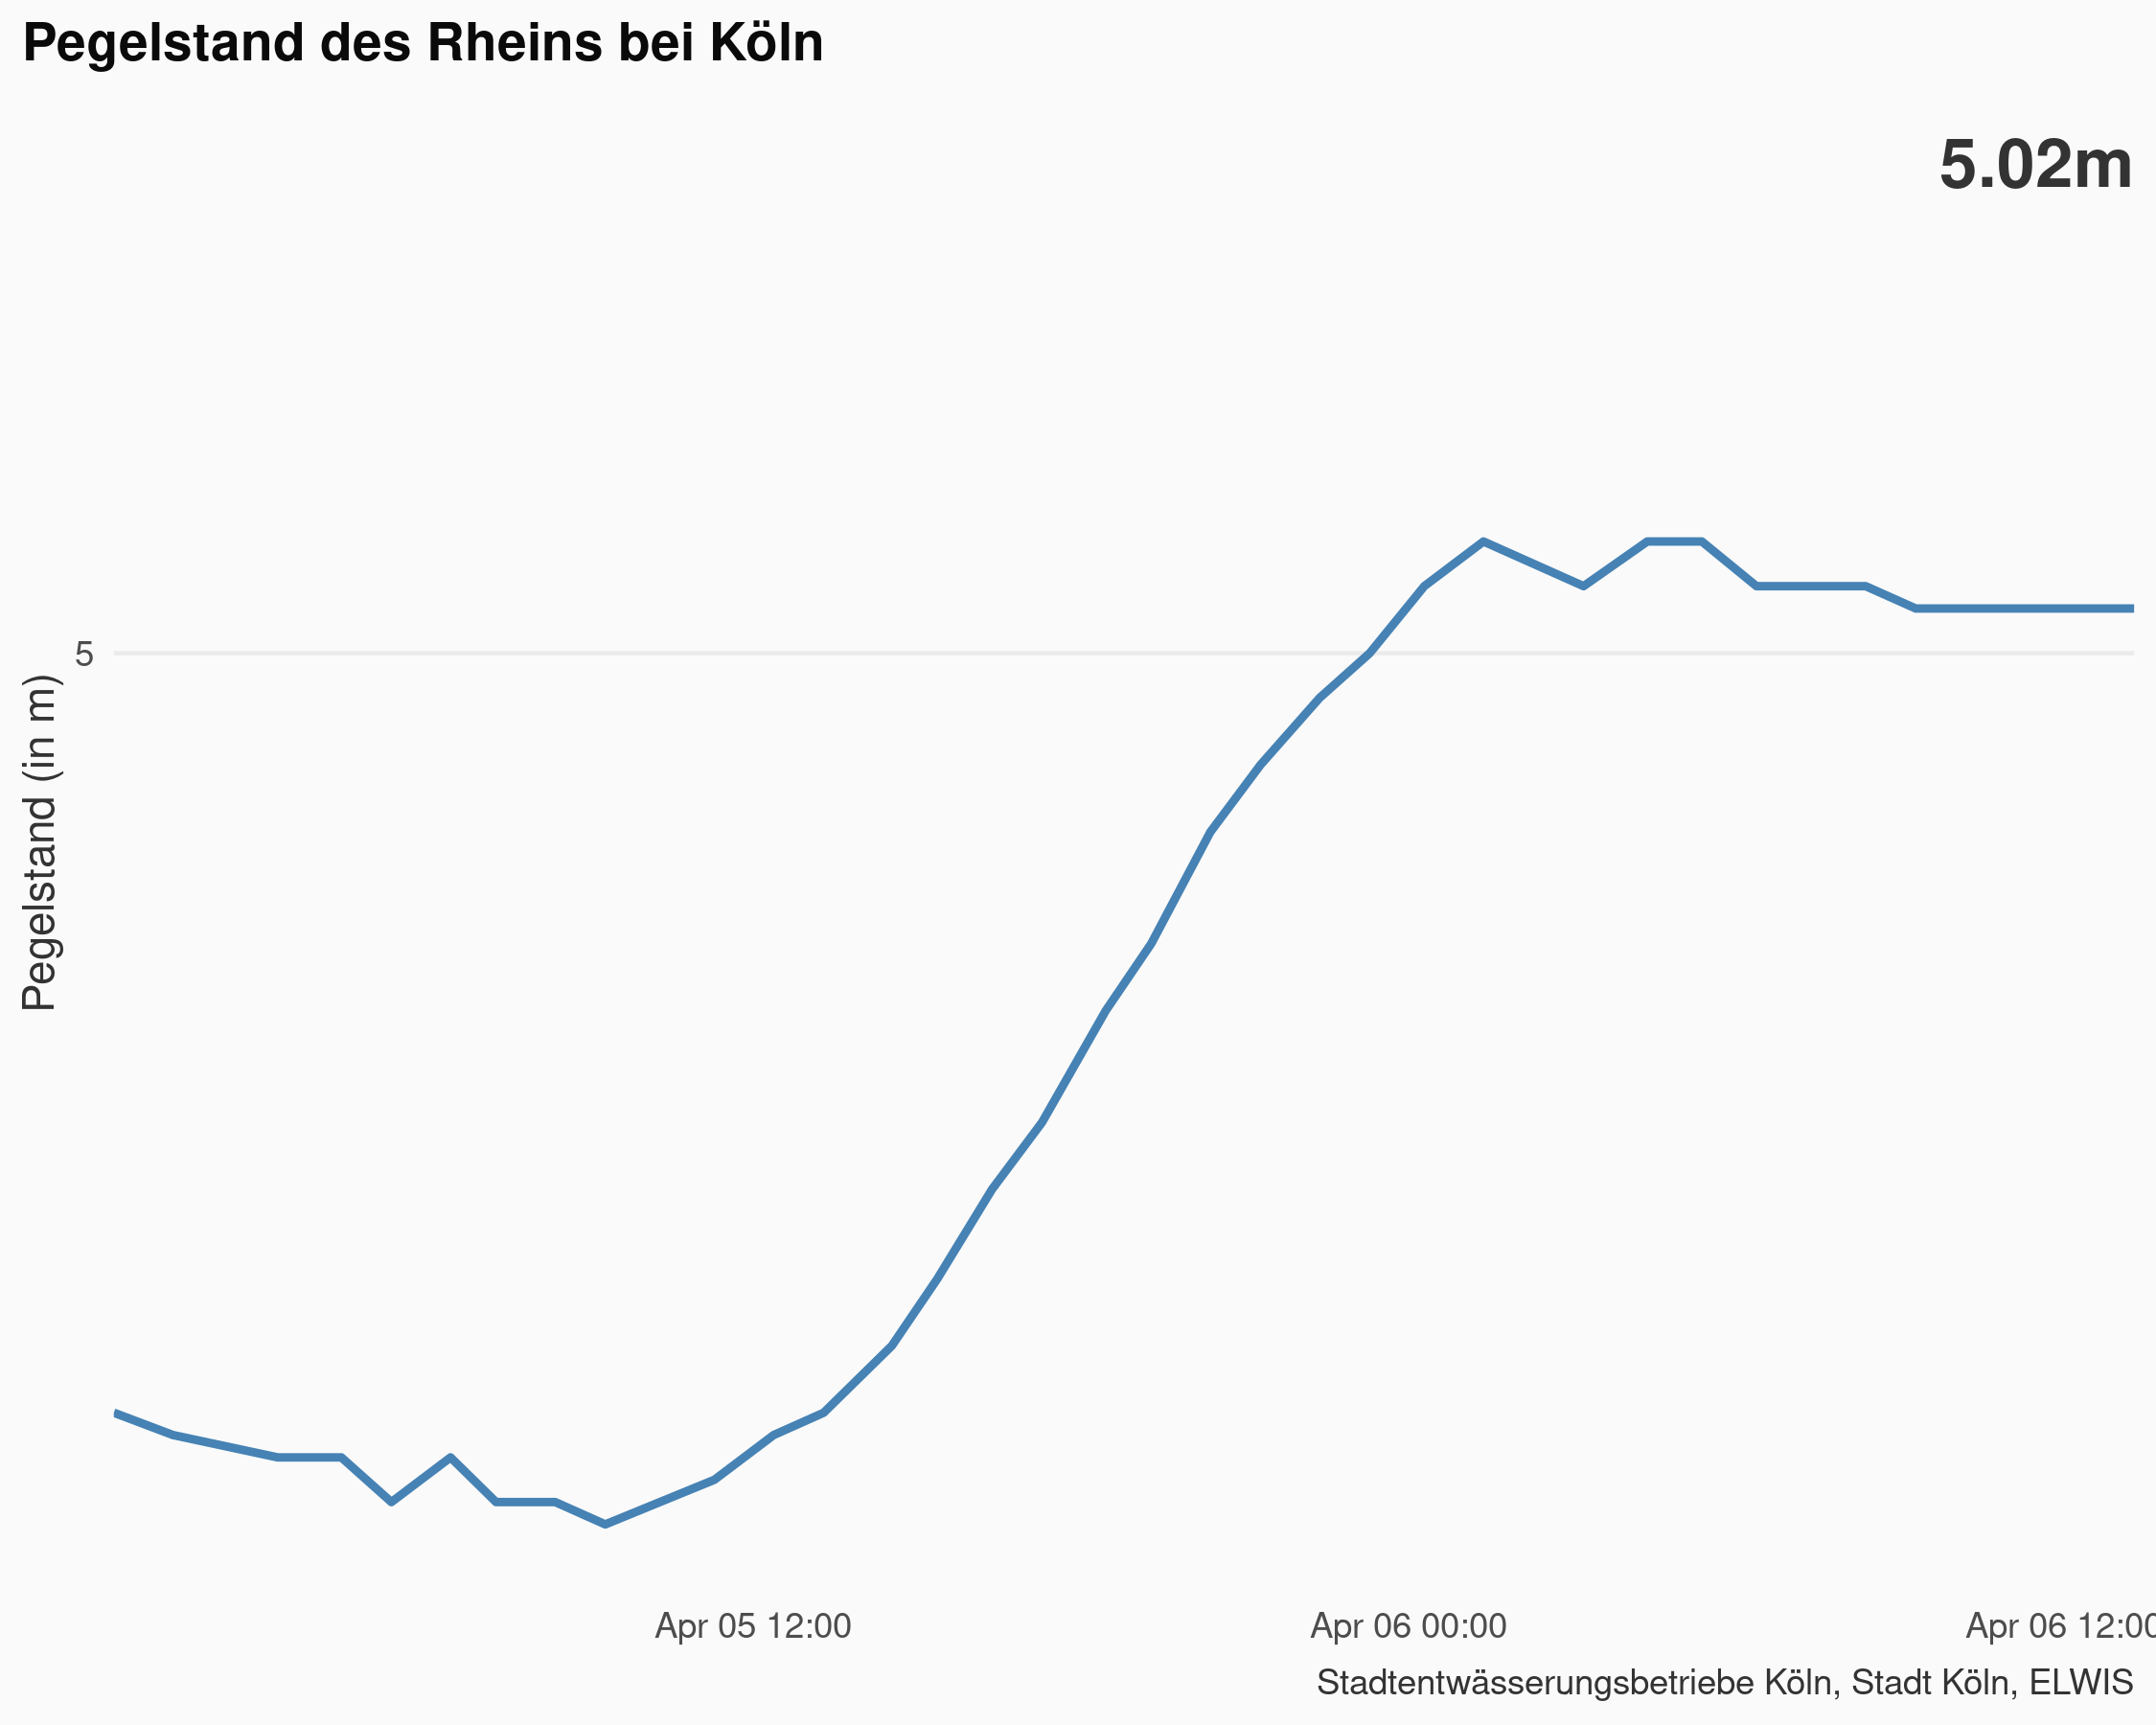 Pegelstand des Rheins bei Köln
5.02m
5
Pegelstand (in m)
Apr 05 12:00
Apr 06 00:00
Apr 06 12:00
Stadtentwässerungsbetriebe Köln, Stadt Köln, ELWIS